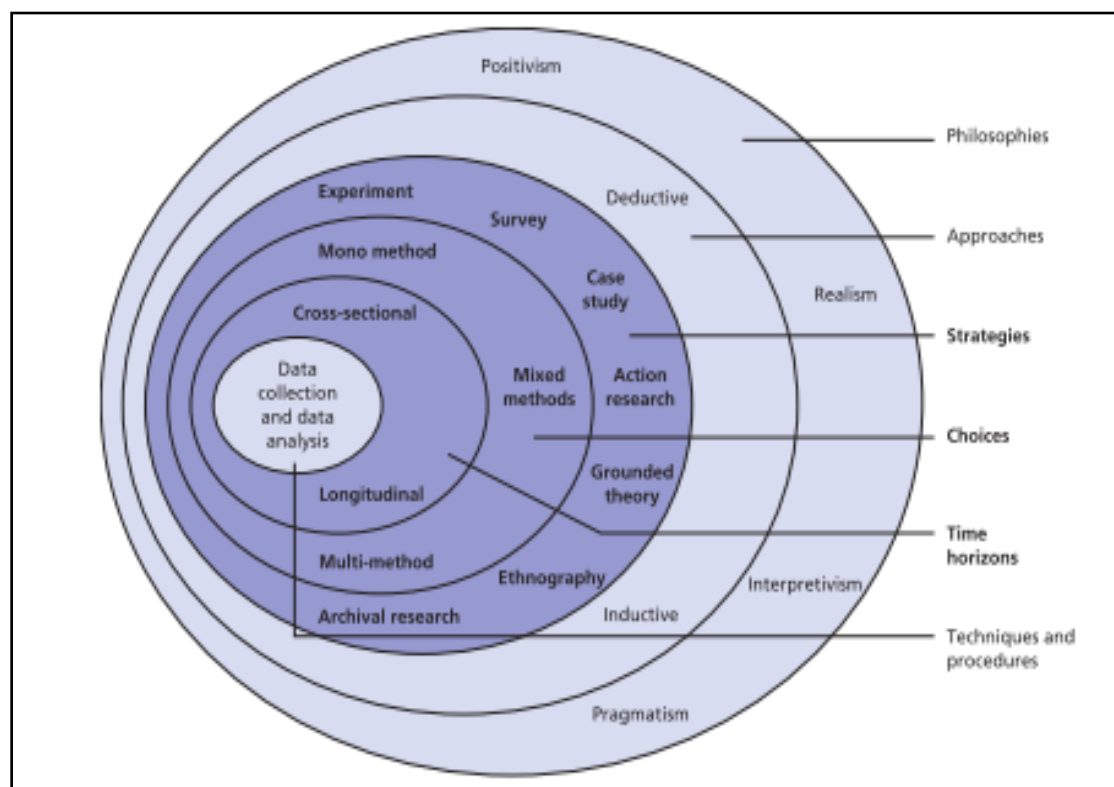 Positivism
Philosophies
Experiment
Deductive
Survey
Approaches
Mono method
Case
study
Realism
Cross-sectional
Strategies
Data
collection
and data
analysis
Mixed
methods
Action
research
Choices
Grounded
theory
Longitudinal
Time
horizons
Multi-method
Ethnography
Interpretivism
Archival research
Inductive
Techniques and
procedures
Pragmatism